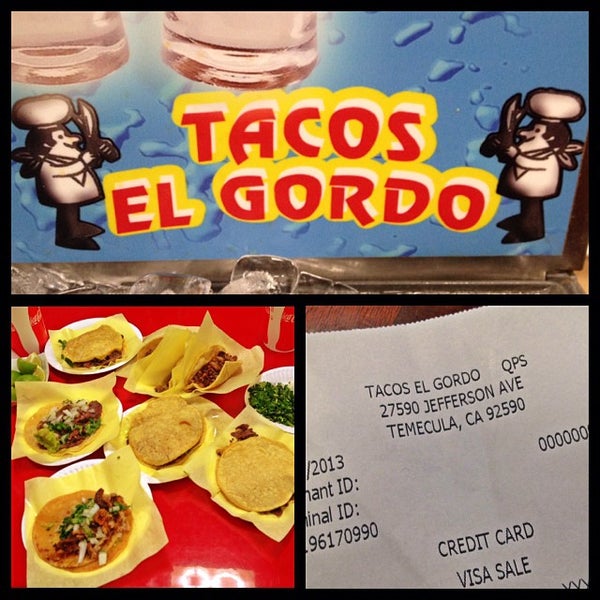 TACOS
EL GORDO
TACOS EL GORDO QPS
27590 JEFFERSON AVE
TEMECULA, CA 92590
/2013
ant ID:
inal ID:
196170990
CREDIT CARD
VISA SALE